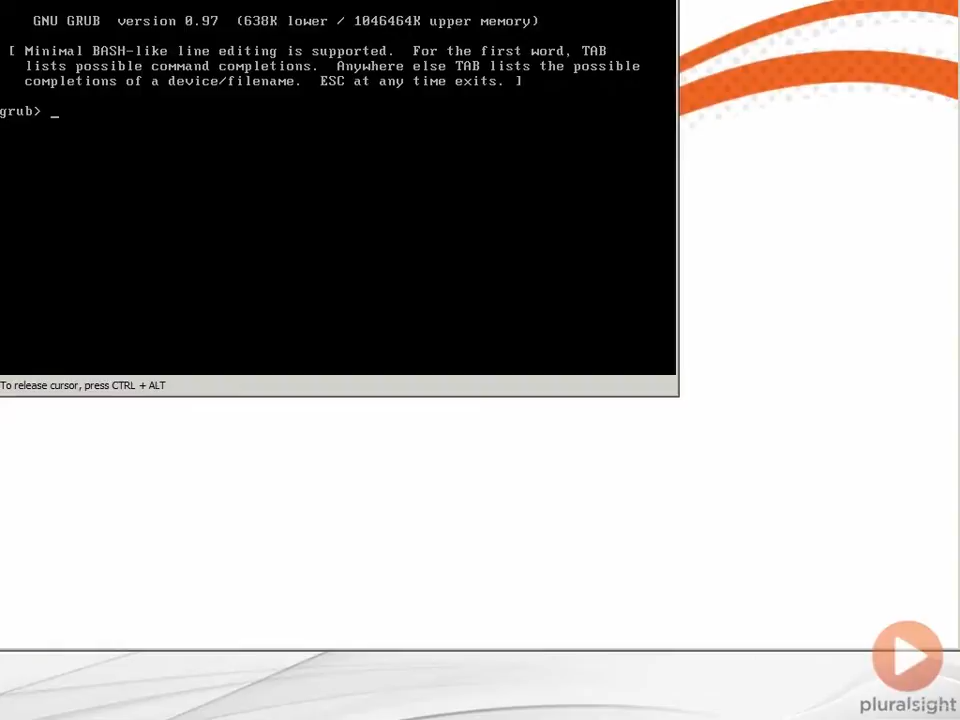 GNU GRUB  version 0.97  (638K lower / 1046464K upper memory)
[ Minimal BASH-like line editing is supported.  For the first word, TAB
lists possible command completions.  Anywhere else TAB lists the possible
completions of a device/filename.  ESC at any time exits. ]
grub> _
To release cursor, press CTRL + ALT
pluralsight